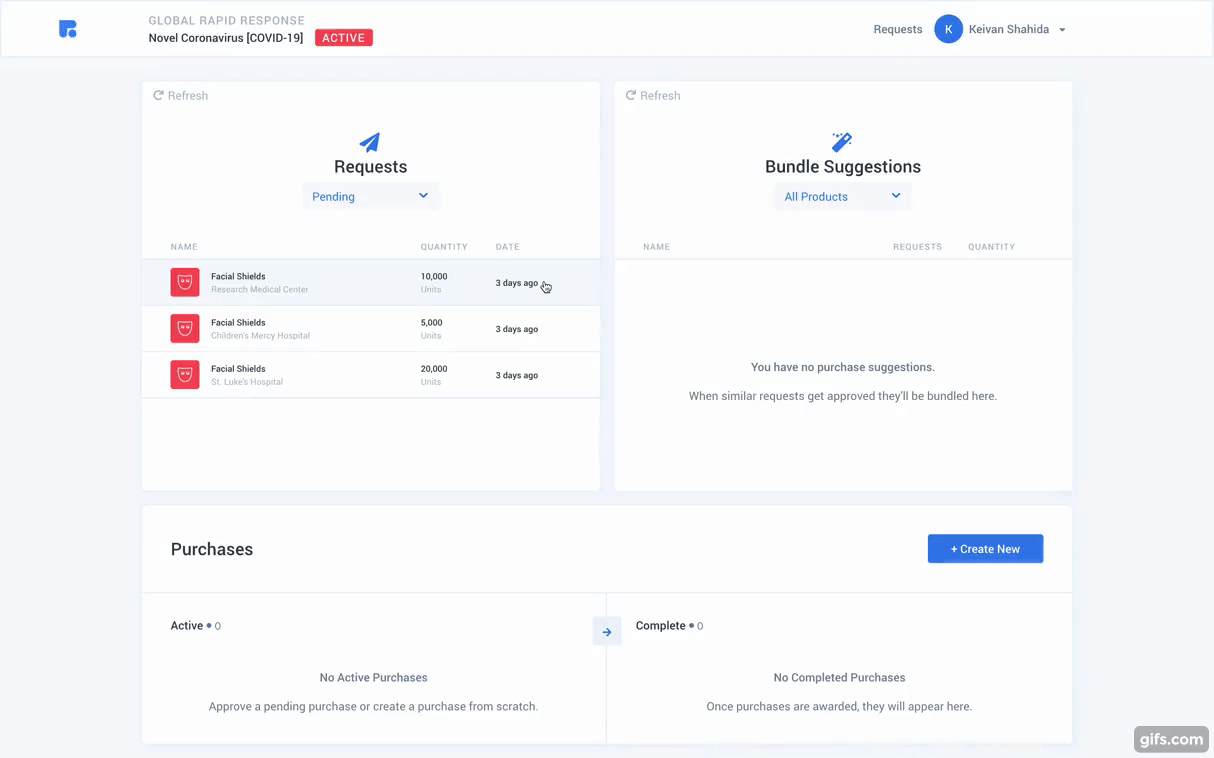 GLOBAL RAPID RESPONSE
Novel Coronavirus [COVID-19] ACTIVE
Requests K Keivan Shahida
Refresh
Requests
Pending
NAME QUANTITY DATE
Facial Shields 10,000 3 days ago
Research Medical Center Units
Facial Shields 5,000 3 days ago
Children's Mercy Hospital Units
Facial Shields 20,000 3 days ago
St. Luke's Hospital Units
Refresh
Bundle Suggestions
All Products
NAME REQUESTS QUANTITY
You have no purchase suggestions.
When similar requests get approved they'll be bundled here.
Purchases
+ Create New
Active • 0
No Active Purchases
Approve a pending purchase or create a purchase from scratch.
Complete • 0
No Completed Purchases
Once purchases are awarded, they will appear here.
gifs.com